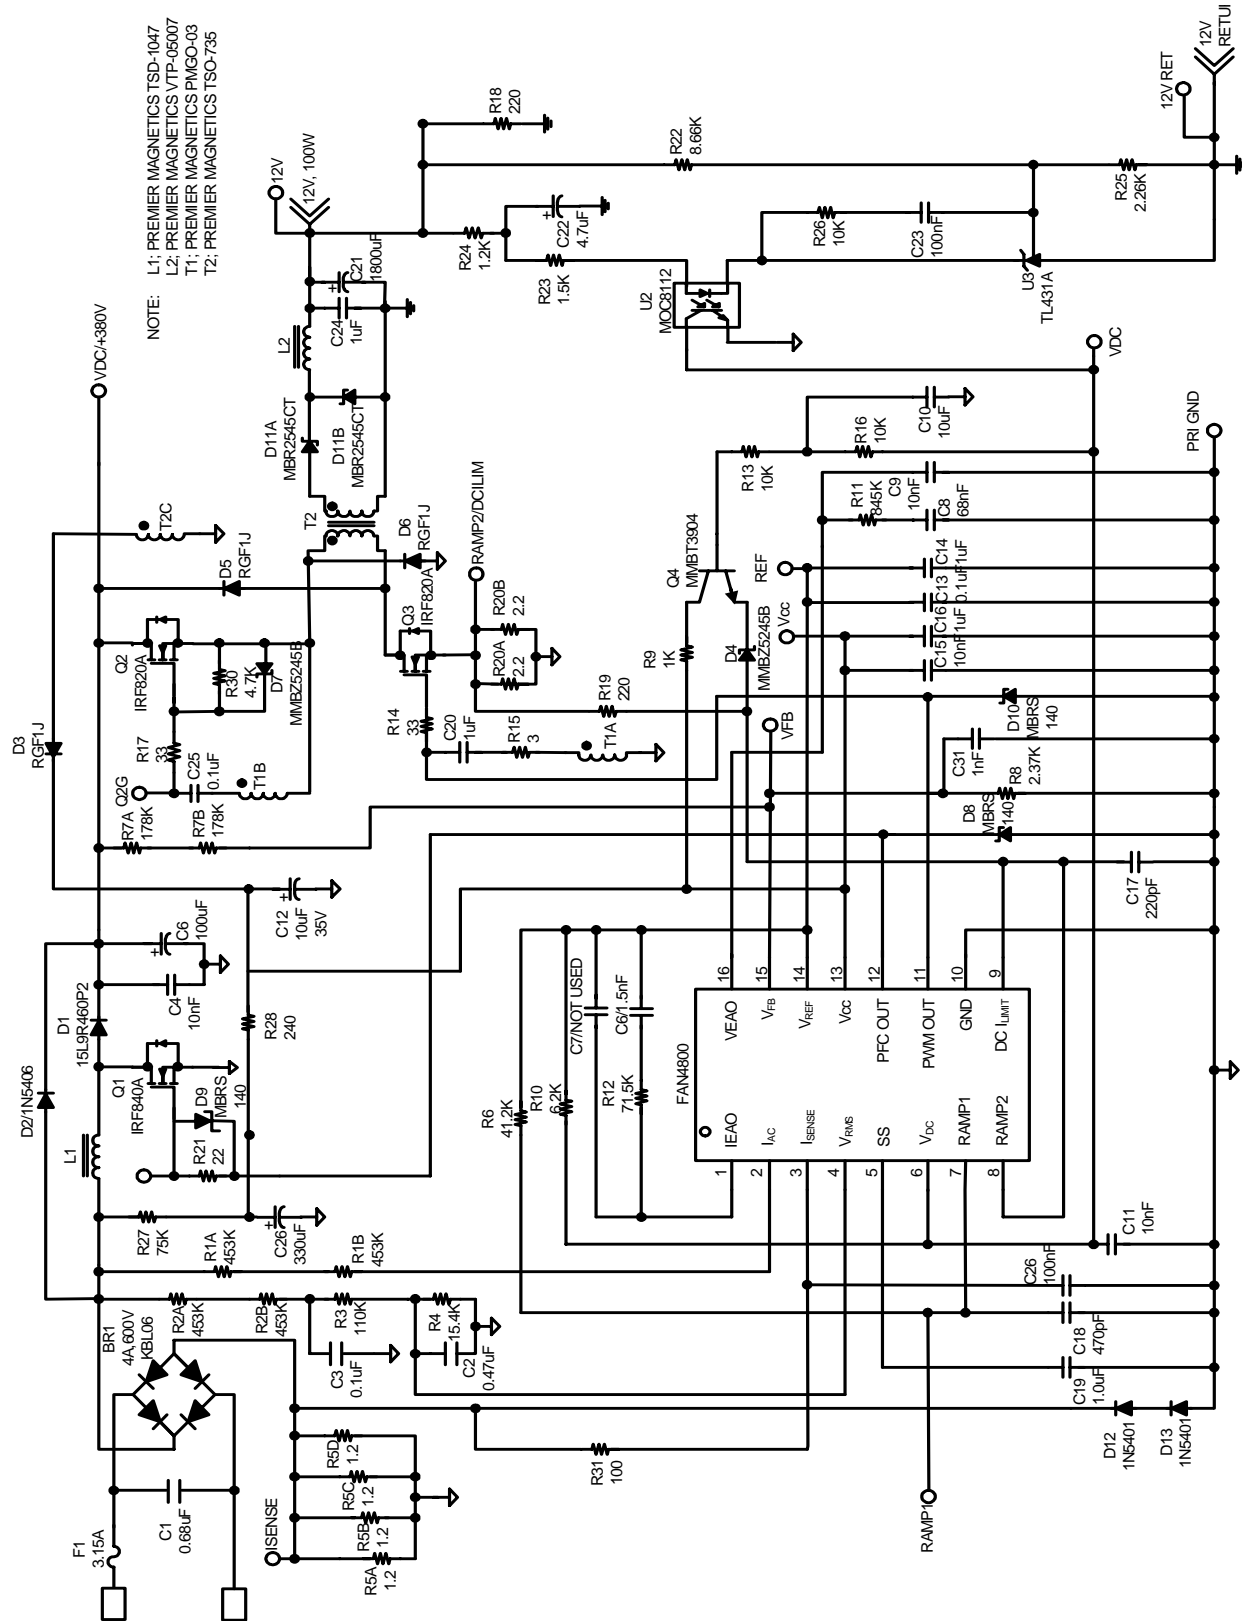 NOTE:
L1; PREMIER MAGNETICS TSD-1047
L2; PREMIER MAGNETICS VTP-05007
T1; PREMIER MAGNETICS PMGO-03
T2; PREMIER MAGNETICS TSO-735
F1
3.15A
C1
0.68uF
BR1
4A,600V
KBL06
ISENSE
R5A
1.2
R5B
1.2
R5C
1.2
R5D
1.2
D2/1N5406
L1
R27
75K
R1A
453K
R2A
453K
R2B
453K
R1B
453K
R3
110K
R4
15.4K
C3
0.1uF
C2
0.47uF
+
C26
330uF
Q1
IRF840A
D9
MBRS
140
R21
22
D1
15L9R460P2
C4
10nF
+
C6
100uF
R28
240
+
C12
10uF
35V
D3
RGF1J
R7A
178K
R7B
178K
Q2G
R17
33
C25
0.1uF
T1B
Q2
IRF820A
R30
4.7K
D7
MMBZ5245B
D5
RGF1J
T2C
VDC/+380V
T2
D6
RGF1J
Q3
IRF820A
RAMP2/DCILIM
R20B
2.2
R20A
2.2
R14
33
C20
1uF
R15
3
T1A
R19
220
D11A
MBR2545CT
D11B
MBR2545CT
L2
C24
1uF
+
C21
1800uF
12V
12V, 100W
R18
220
R24
1.2K
+
C22
4.7uF
R23
1.5K
R22
8.66K
U2
MOC8112
R26
10K
C23
100nF
U3
TL431A
R25
2.26K
12V RET
12V
RETUI
R9
1K
Q4
MMBT3904
D4
MMBZ5245B
VFB
REF
Vcc
R13
10K
R16
10K
C10
10uF
VDC
PRI GND
R11
845K
C9
10nF
C8
68nF
C14
1uF
C13
0.1uF
C16
1uF
C15
10nF
D10
MBRS
140
C31
1nF
R8
2.37K
D8
MBRS
140
C17
220pF
R6
41.2K
R10
6.2K
C7/NOT USED
C6/1.5nF
R12
71.5K
FAN4800
1 IEAO VEAO 16
2 IAC VFB 15
3 ISENSE VREF 14
4 VRMS Vcc 13
5 SS PFC OUT 12
6 VDC PWM OUT 11
7 RAMP1 GND 10
8 RAMP2 DC ILIMIT 9
R31
100
RAMP1
C11
10nF
C26
100nF
C18
470pF
C19
1.0uF
D12
1N5401
D13
1N5401